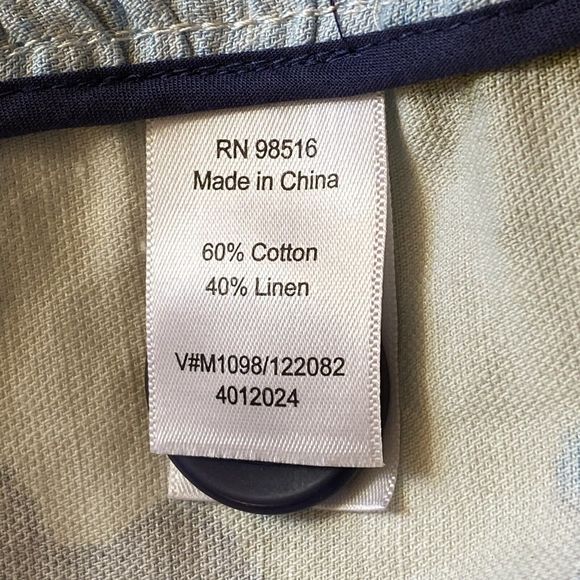 RN 98516
Made in China
60% Cotton
40% Linen
V#M1098/122082
4012024